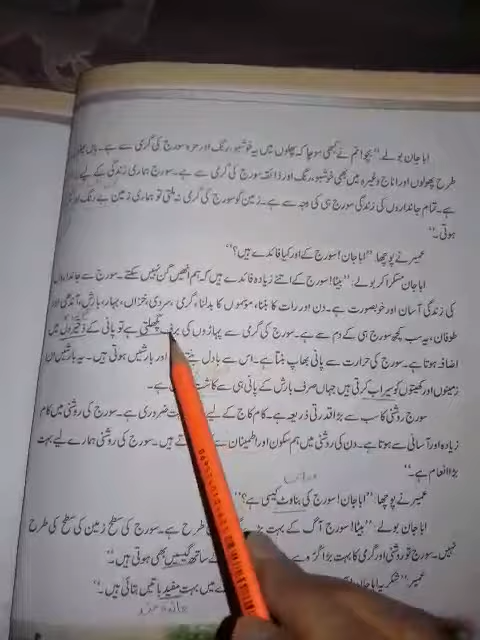 ابا جان بولے۔ ”بچو! تم نے کبھی سوچا کہ پھلوں میں یہ خوشبو، رنگ اور مزہ سورج کی گرمی سے ہے۔ ہاں
طرح پھولوں اور اناج وغیرہ میں بھی خوشبو، رنگ اور ذائقہ سورج کی گرمی سے ہے۔ سورج ہماری زندگی کے لیے
ہے۔ تمام جانداروں کی زندگی سورج ہی کی وجہ سے ہے۔ زمین کو سورج کی گرمی نہ ملتی تو ہماری زمین بے رنگ اور
ہوتی۔“
عمیر نے پوچھا۔ ”ابا جان! سورج کے اور کیا فائدے ہیں؟“
ابا جان مسکرا کر بولے: ”بیٹا! سورج کے اتنے زیادہ فائدے ہیں کہ ہم انھیں گن نہیں سکتے۔ سورج سے جانداروں
کی زندگی آسان اور خوبصورت ہے۔ دن اور رات کا بننا، موسموں کا بدلنا، گرمی، سردی، خزاں، بہار، بارش، آندھی اور
طوفان، یہ سب کچھ سورج ہی کے دم سے ہے۔ سورج کی گرمی سے پہاڑوں کی برف پگھلتی ہے تو پانی کے ذخیروں میں
اضافہ ہوتا ہے۔ سورج کی حرارت سے پانی بھاپ بنتا ہے۔ اس سے بادل اور بارشیں ہوتی ہیں۔ یہ بارشیں ان
زمینوں اور کھیتوں کو سیراب کرتی ہیں جہاں صرف بارش کے پانی ہی سے کاشت ہے۔
سورج روشنی کا سب سے بڑا قدرتی ذریعہ ہے۔ کام کاج کے لیے ضروری ہے۔ سورج کی روشنی میں کام
زیادہ اور آسانی سے ہوتا ہے۔ دن کی روشنی میں ہم سکون اور اطمینان سے ہیں۔ سورج کی روشنی ہمارے لیے بہت
بڑا انعام ہے۔“
عمیر نے پوچھا: ”ابا جان! سورج کی بناوٹ کیسی ہے؟“
ابا جان بولے: ”بیٹا! سورج آگ کے بہت بڑے کی طرح ہے۔ سورج کی سطح زمین کی سطح کی طرح
نہیں۔ سورج تو روشنی اور گرمی کا بہت بڑا گڑھ ہے کے ساتھ گیسیں بھی ہوتی ہیں۔“
عمیر: ”شکریہ ابا جان! میں بہت مفید باتیں بتائی ہیں۔“